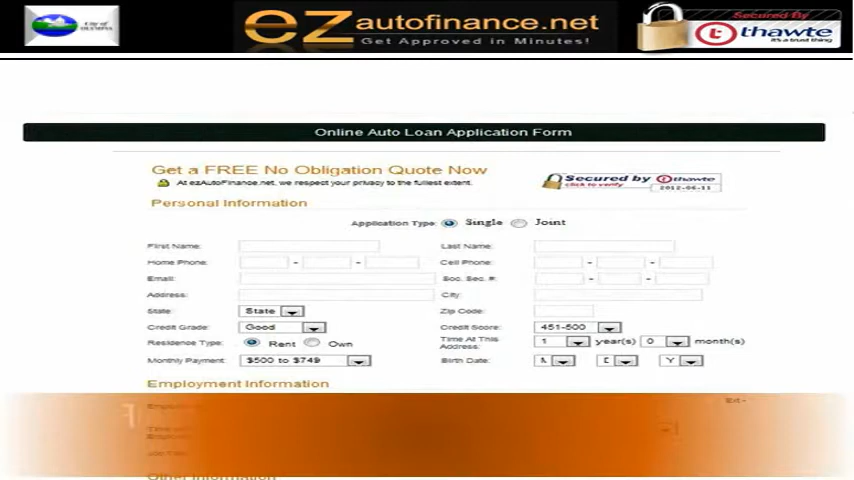 City of
OLYMPIA
ezautofinance.net
Get Approved in Minutes!
Secured By
thawte
it's a trust thing
Online Auto Loan Application Form
Get a FREE No Obligation Quote Now
At ezAutoFinance.net, we respect your privacy to the fullest extent.
Secured by thawte
click to verify
2012-06-11
Personal Information
Application Type: Single Joint
First Name: Last Name:
Home Phone: - - Cell Phone: - -
Email: Soc. Sec. #: - -
Address: City:
State: State Zip Code:
Credit Grade: Good Credit Score: 451-500
Residence Type: Rent Own Time At This Address: 1 year(s) 0 month(s)
Monthly Payment: $500 to $749 Birth Date: Y
Employment Information
Ext -
Other Information